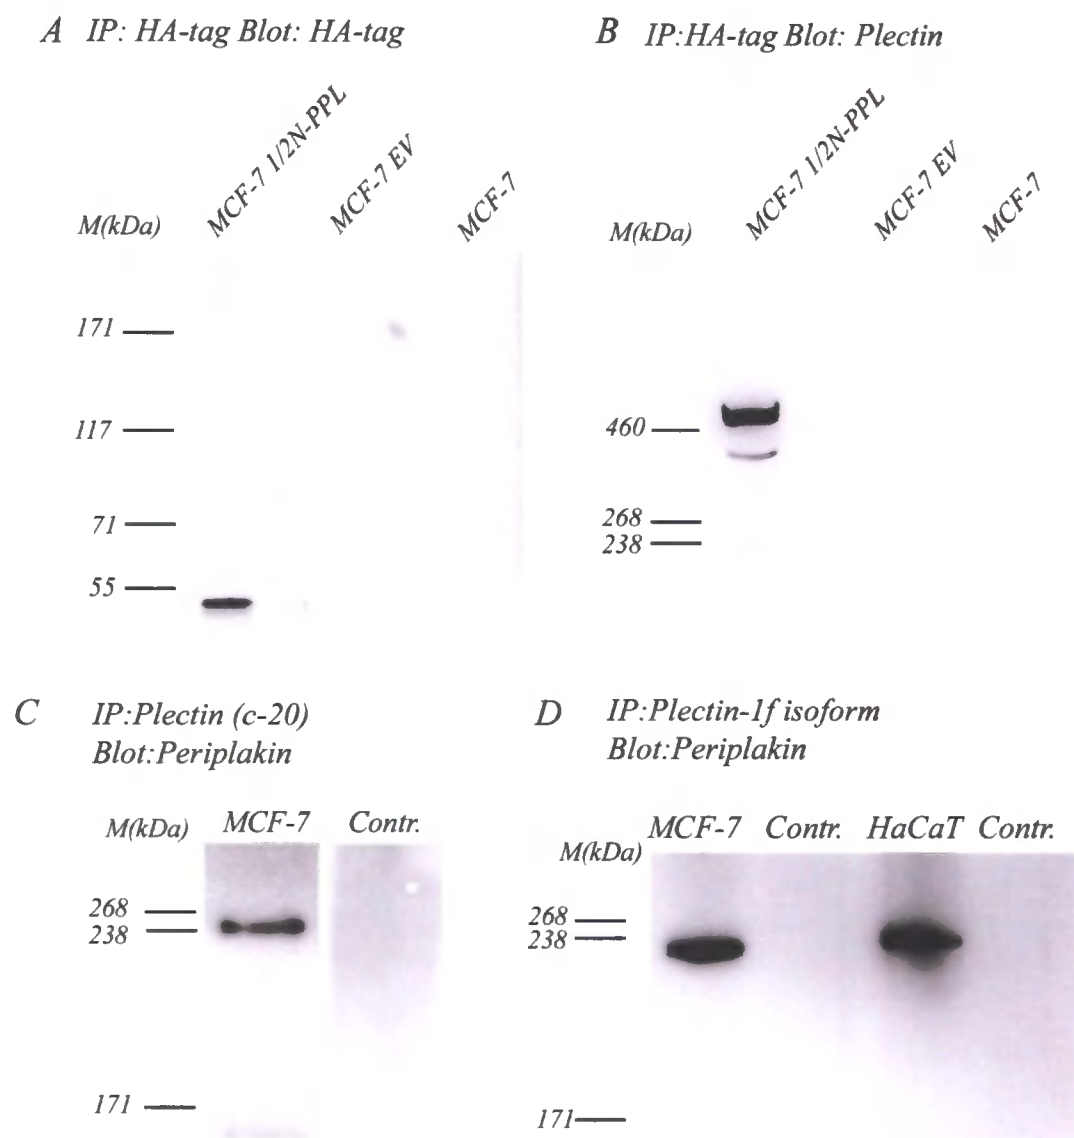 A IP: HA-tag Blot: HA-tag
MCF-7 1/2N-PPL
MCF-7 EV
MCF-7
M(kDa)
171
117
71
55
B IP:HA-tag Blot: Plectin
MCF-7 1/2N-PPL
MCF-7 EV
MCF-7
M(kDa)
460
268
238
C IP:Plectin (c-20)
Blot:Periplakin
M(kDa) MCF-7 Contr.
268
238
171
D IP:Plectin-1f isoform
Blot:Periplakin
MCF-7 Contr. HaCaT Contr.
M(kDa)
268
238
171